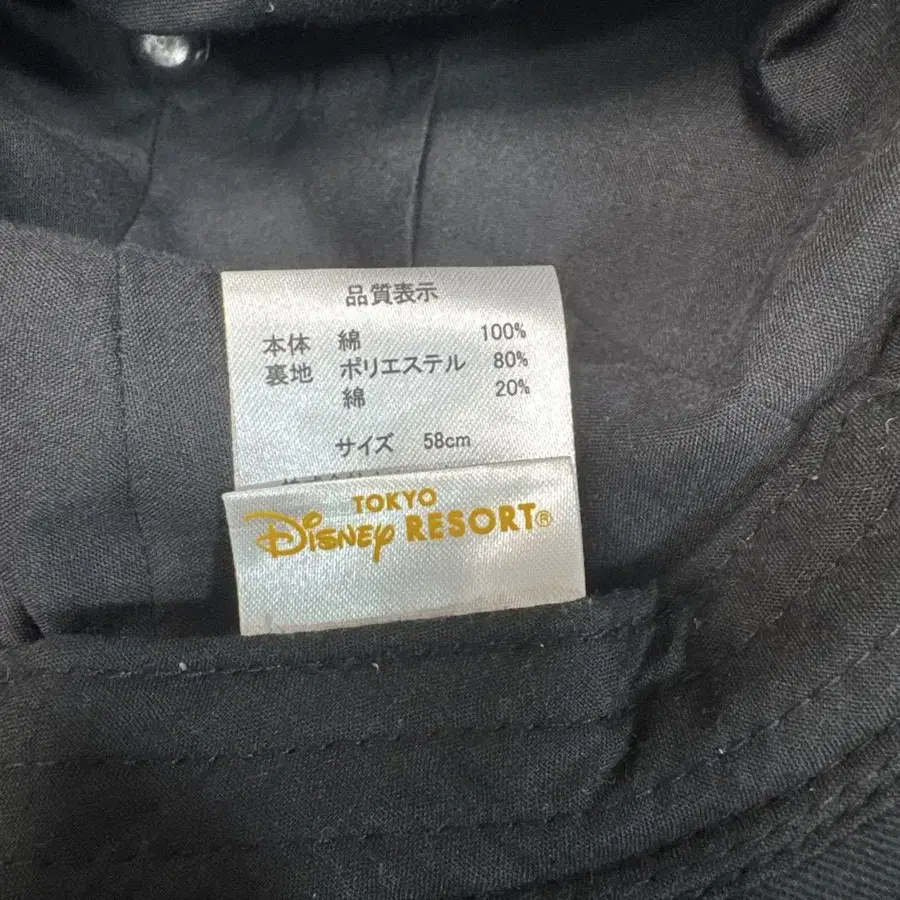 品質表示
本体 綿 100%
裏地 ポリエステル 80%
綿 20%
サイズ 58cm
TOKYO
Disney RESORT®